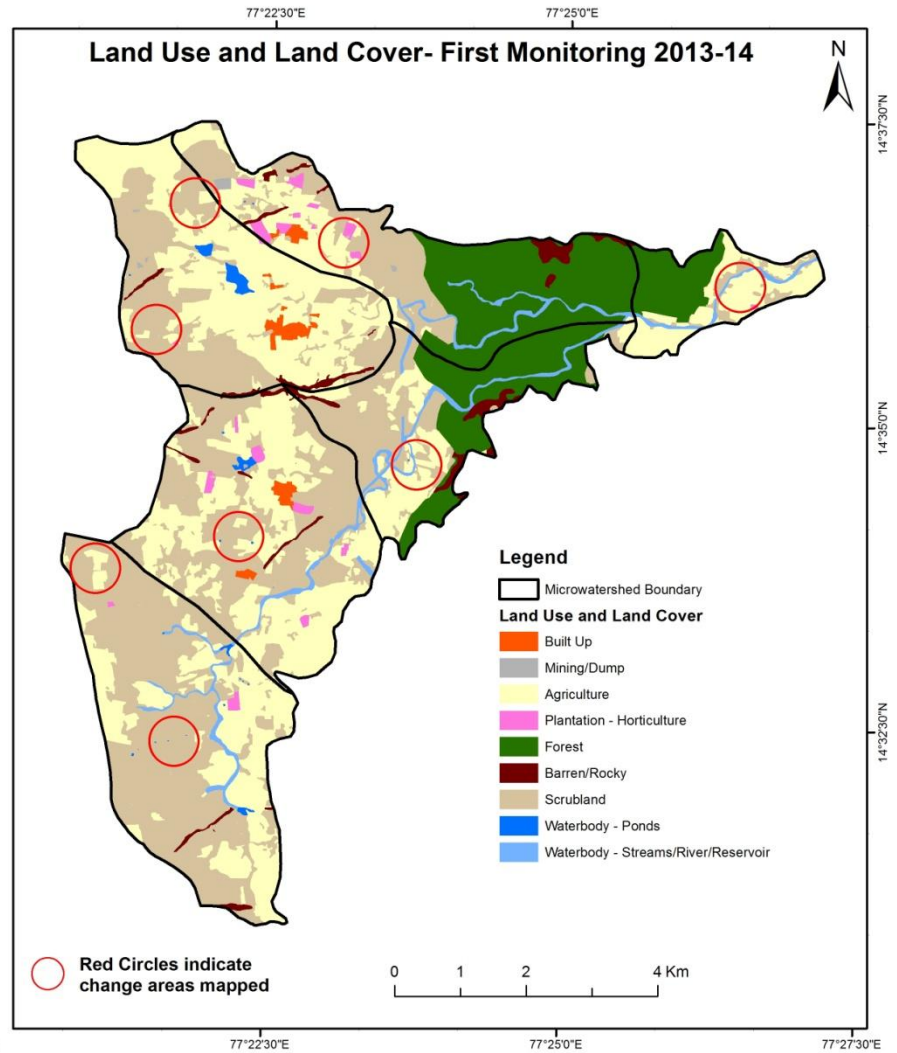 77°22'30"E
77°25'0"E
Land Use and Land Cover- First Monitoring 2013-14
N
14°37'30"N
14°35'0"N
Legend
Microwatershed Boundary
Land Use and Land Cover
Built Up
Mining/Dump
Agriculture
Plantation - Horticulture
Forest
Barren/Rocky
Scrubland
Waterbody - Ponds
Waterbody - Streams/River/Reservoir
14°32'30"N
Red Circles indicate
change areas mapped
0 1 2 4 Km
77°22'30"E
77°25'0"E
77°27'30"E